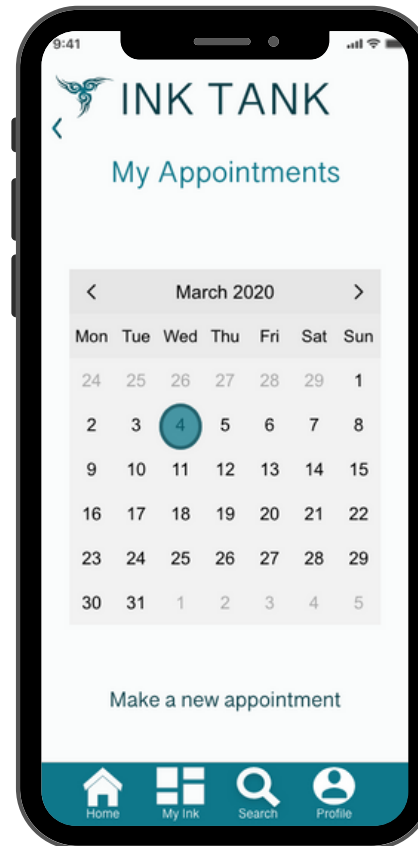 9:41
INK TANK
My Appointments
March 2020
Mon Tue Wed Thu Fri Sat Sun
24 25 26 27 28 29 1
2 3 4 5 6 7 8
9 10 11 12 13 14 15
16 17 18 19 20 21 22
23 24 25 26 27 28 29
30 31 1 2 3 4 5
Make a new appointment
Home My Ink Search Profile